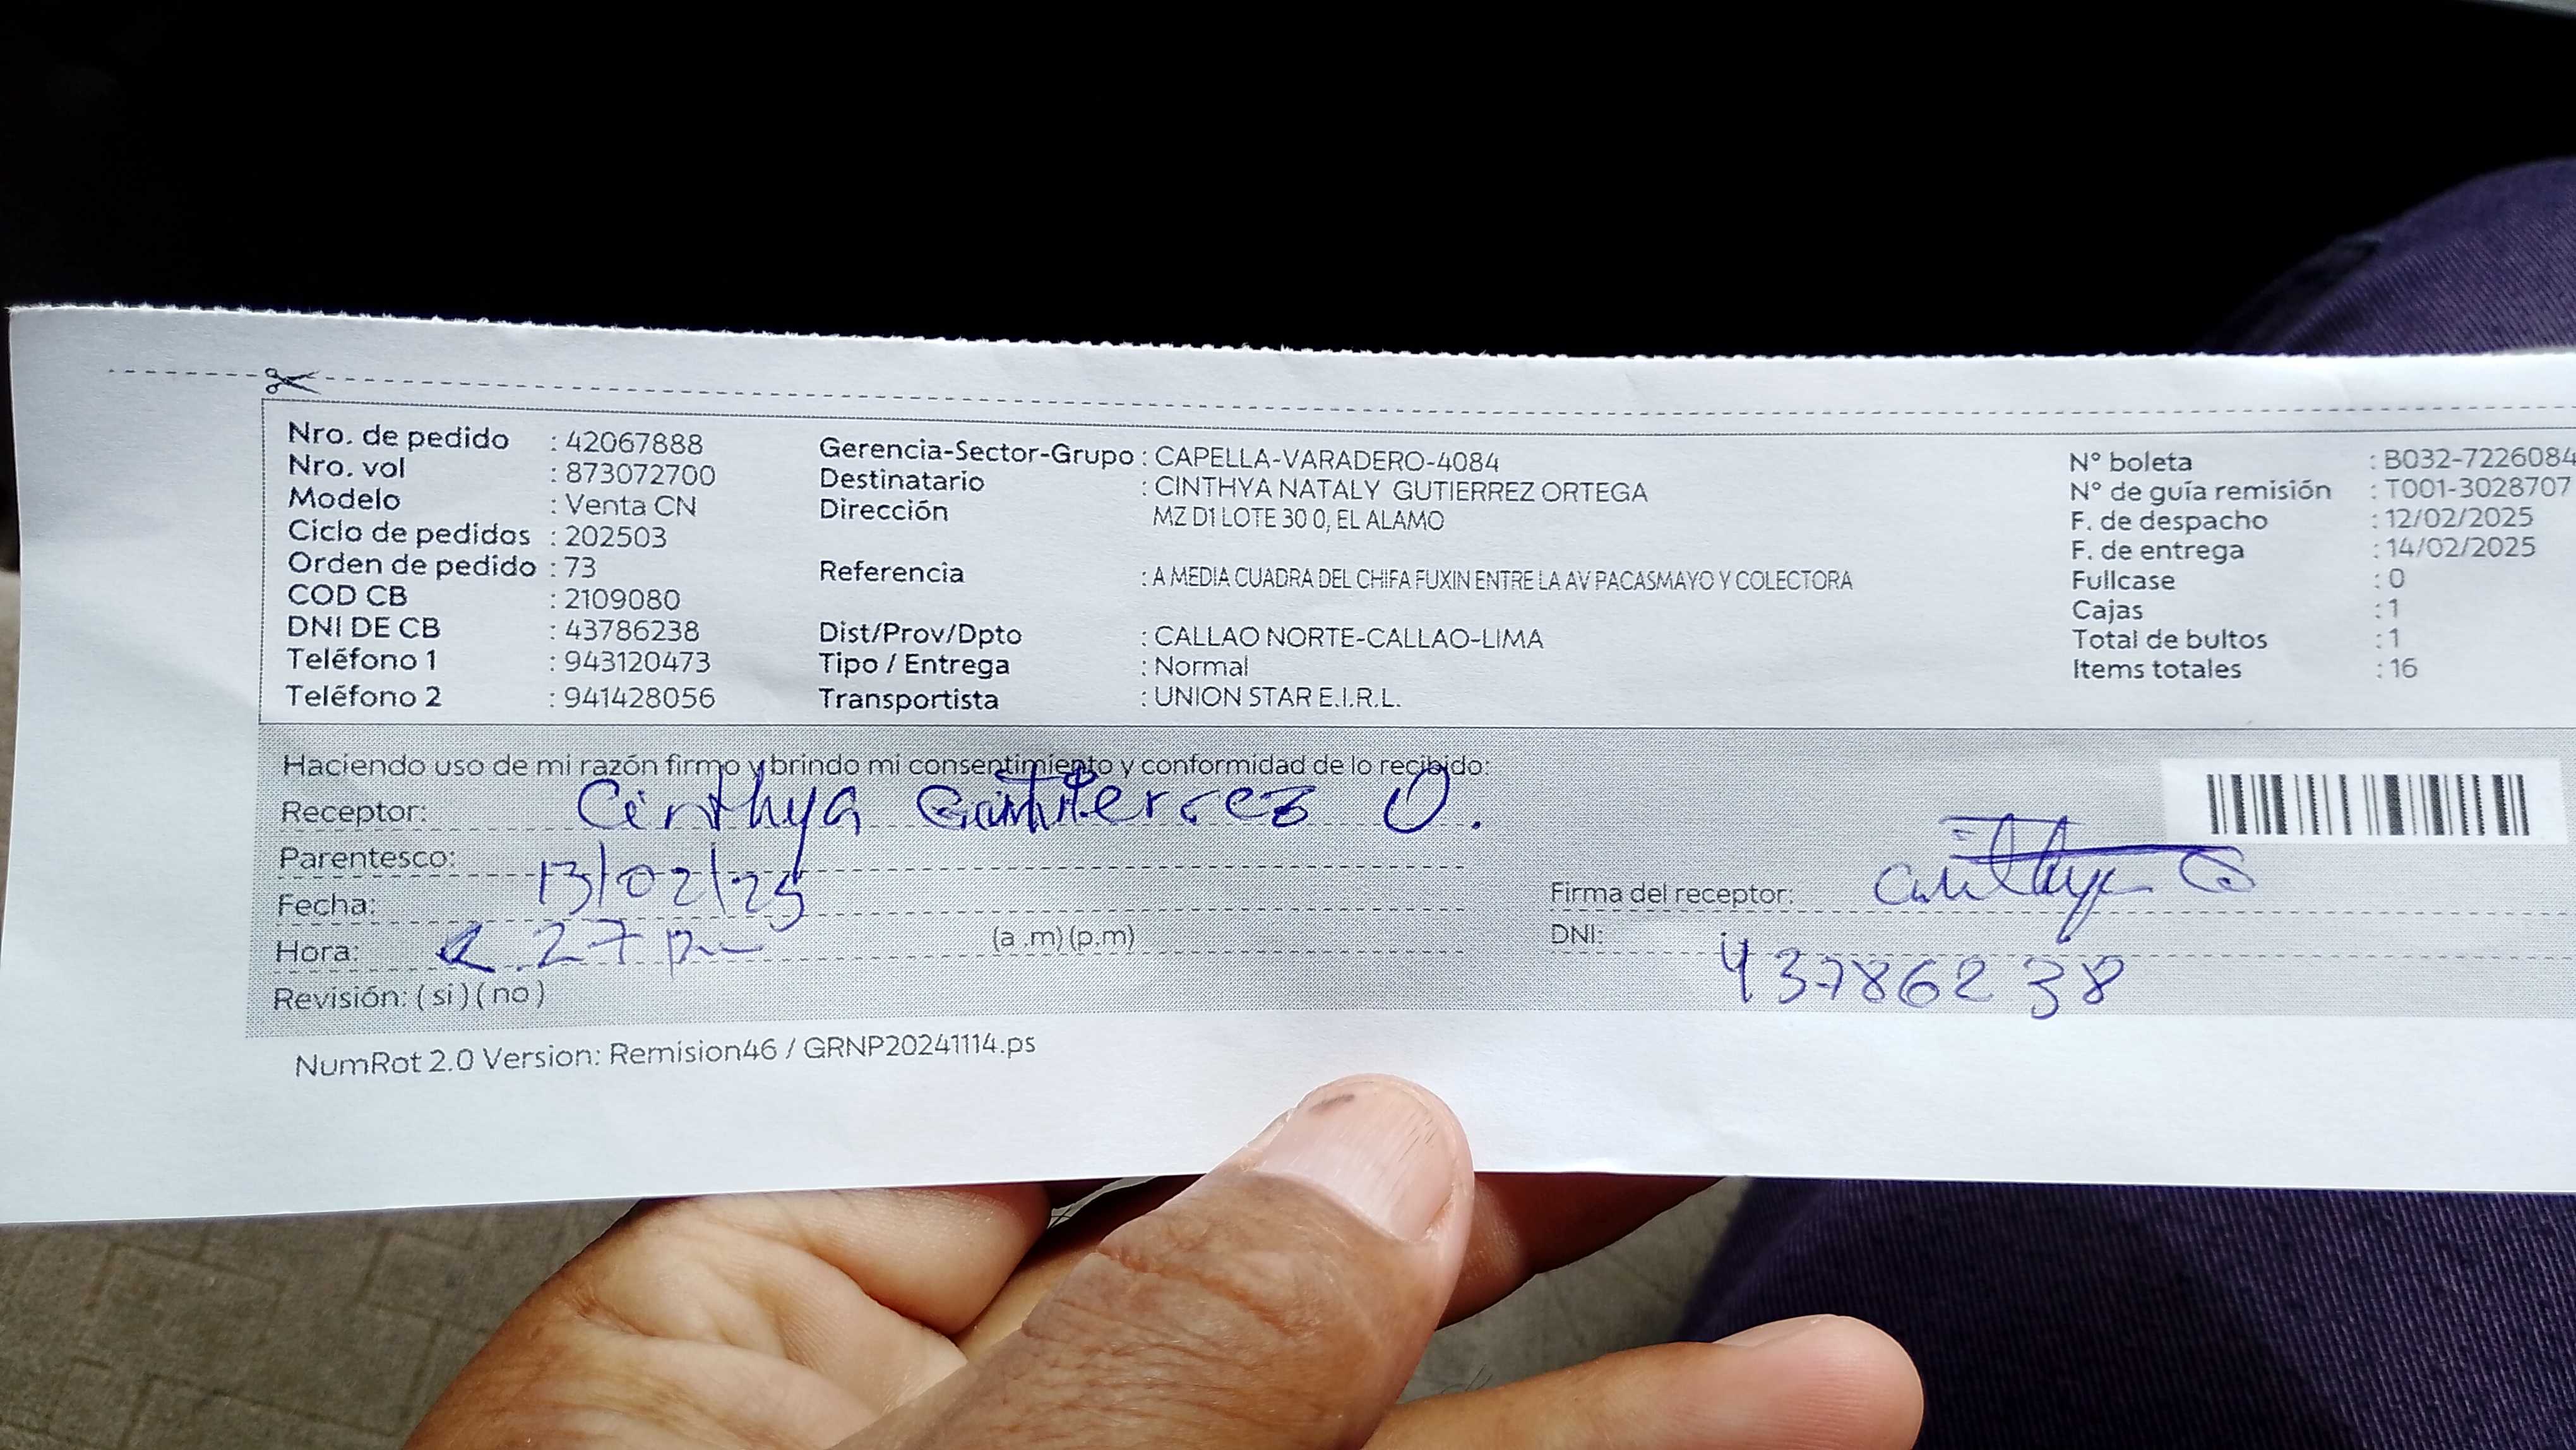 Nro. de pedido : 42067888
Nro. vol : 873072700
Modelo : Venta CN
Ciclo de pedidos : 202503
Orden de pedido : 73
COD CB : 2109080
DNI DE CB : 43786238
Teléfono 1 : 943120473
Teléfono 2 : 941428056
Gerencia-Sector-Grupo : CAPELLA-VARADERO-4084
Destinatario : CINTHYA NATALY GUTIERREZ ORTEGA
Dirección MZ D1 LOTE 30 0, EL ALAMO
Referencia : A MEDIA CUADRA DEL CHIFA FUXIN ENTRE LA AV PACASMAYO Y COLECTORA
Dist/Prov/Dpto : CALLAO NORTE-CALLAO-LIMA
Tipo / Entrega : Normal
Transportista : UNION STAR E.I.R.L.
N° boleta : B032-7226084
N° de guía remisión : T001-3028707
F. de despacho : 12/02/2025
F. de entrega : 14/02/2025
Fullcase : 0
Cajas : 1
Total de bultos : 1
Items totales : 16
Haciendo uso de mi razón firmo y brindo mi consentimiento y conformidad de lo recibido:
Receptor: Cinthya Gutierrez O.
Parentesco:
Fecha: 13/02/25
Hora: 27 pm (a .m) (p.m)
Revisión: ( si ) ( no )
Firma del receptor: Cinthya G
DNI: 43786238
NumRot 2.0 Version: Remision46 / GRNP20241114.ps